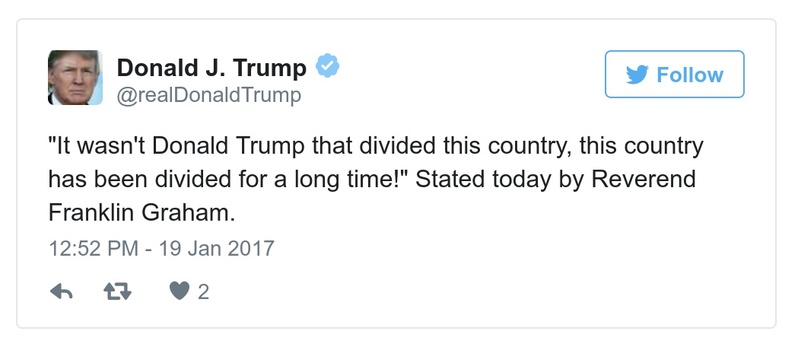 Donald J. Trump
@realDonaldTrump
Follow
"It wasn't Donald Trump that divided this country, this country
has been divided for a long time!" Stated today by Reverend
Franklin Graham.
12:52 PM - 19 Jan 2017
2